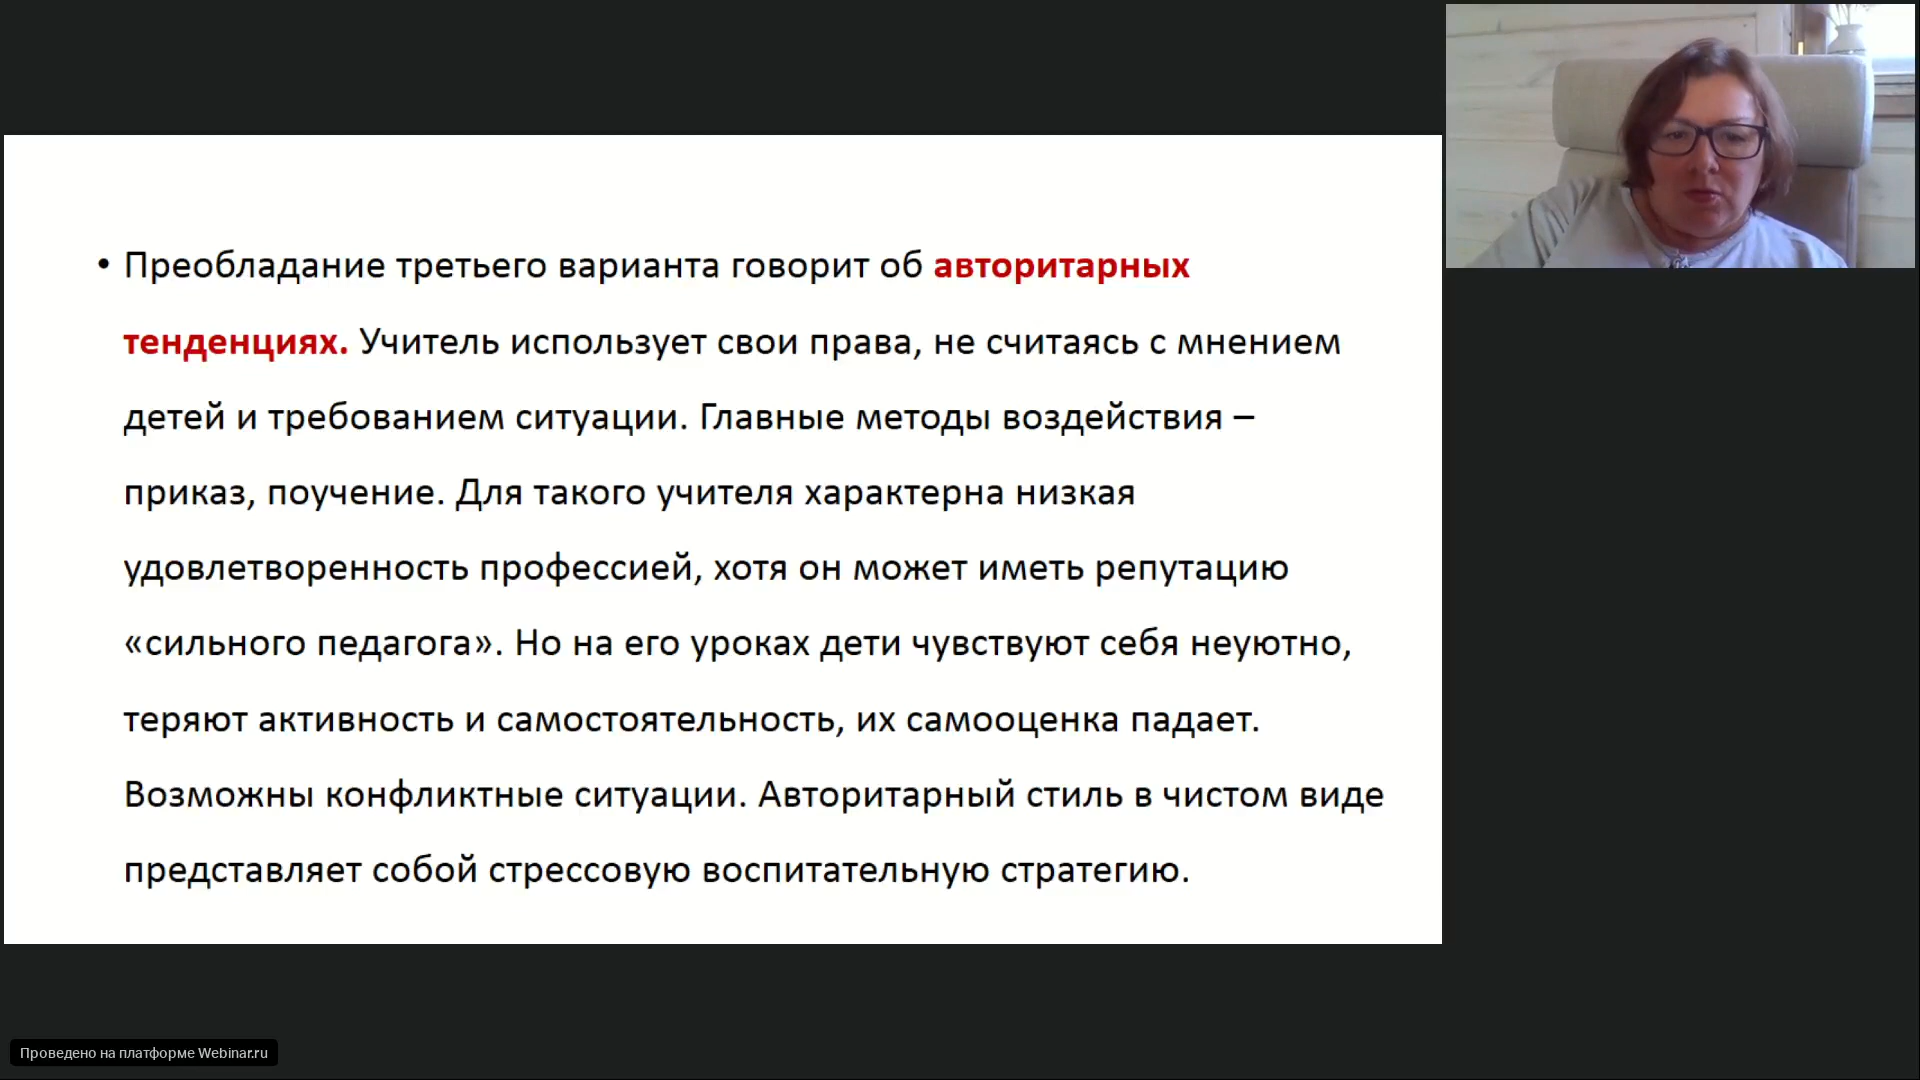 • Преобладание третьего варианта говорит об авторитарных
тенденциях. Учитель использует свои права, не считаясь с мнением
детей и требованием ситуации. Главные методы воздействия –
приказ, поучение. Для такого учителя характерна низкая
удовлетворенность профессией, хотя он может иметь репутацию
«сильного педагога». Но на его уроках дети чувствуют себя неуютно,
теряют активность и самостоятельность, их самооценка падает.
Возможны конфликтные ситуации. Авторитарный стиль в чистом виде
представляет собой стрессовую воспитательную стратегию.
Проведено на платформе Webinar.ru